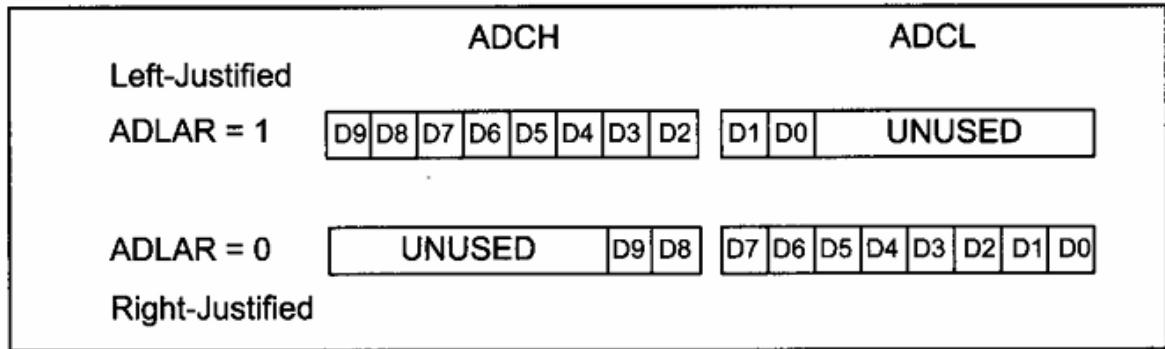 ADCH ADCL
Left-Justified
ADLAR = 1 D9 D8 D7 D6 D5 D4 D3 D2 D1 D0 UNUSED
ADLAR = 0 UNUSED D9 D8 D7 D6 D5 D4 D3 D2 D1 D0
Right-Justified